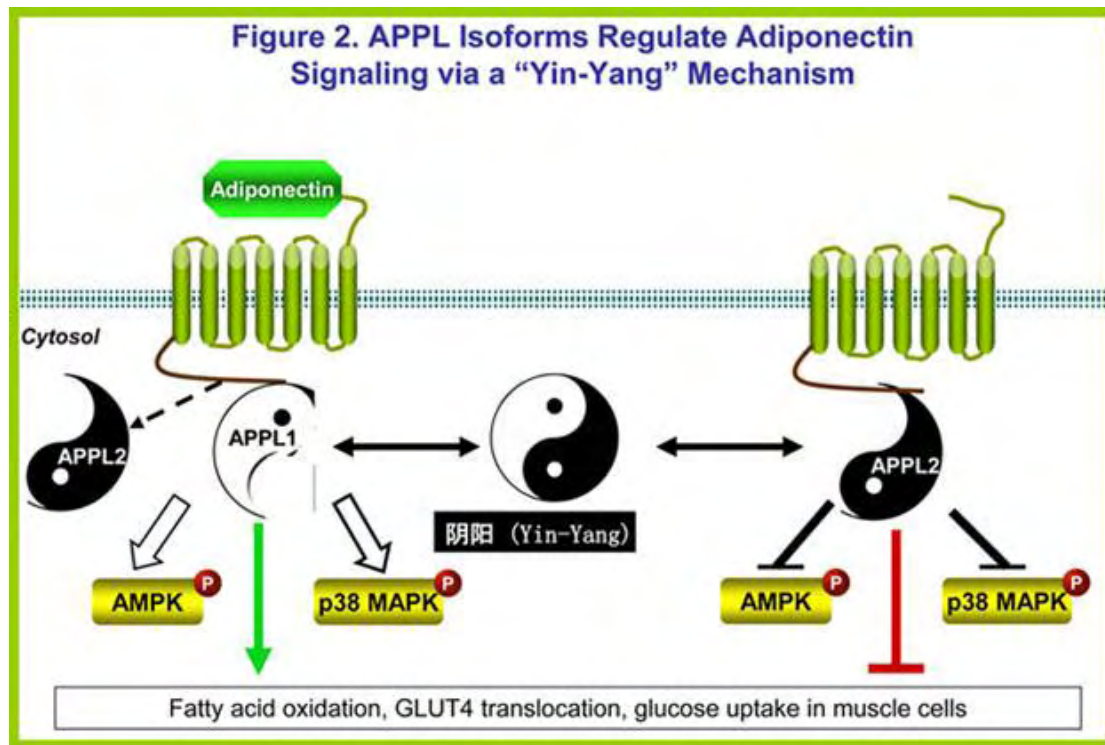 Figure 2. APPL Isoforms Regulate Adiponectin
Signaling via a “Yin-Yang” Mechanism
Adiponectin
Cytosol
APPL2
APPL1
APPL2
阴阳 (Yin-Yang)
P
AMPK
P
p38 MAPK
P
AMPK
P
p38 MAPK
Fatty acid oxidation, GLUT4 translocation, glucose uptake in muscle cells